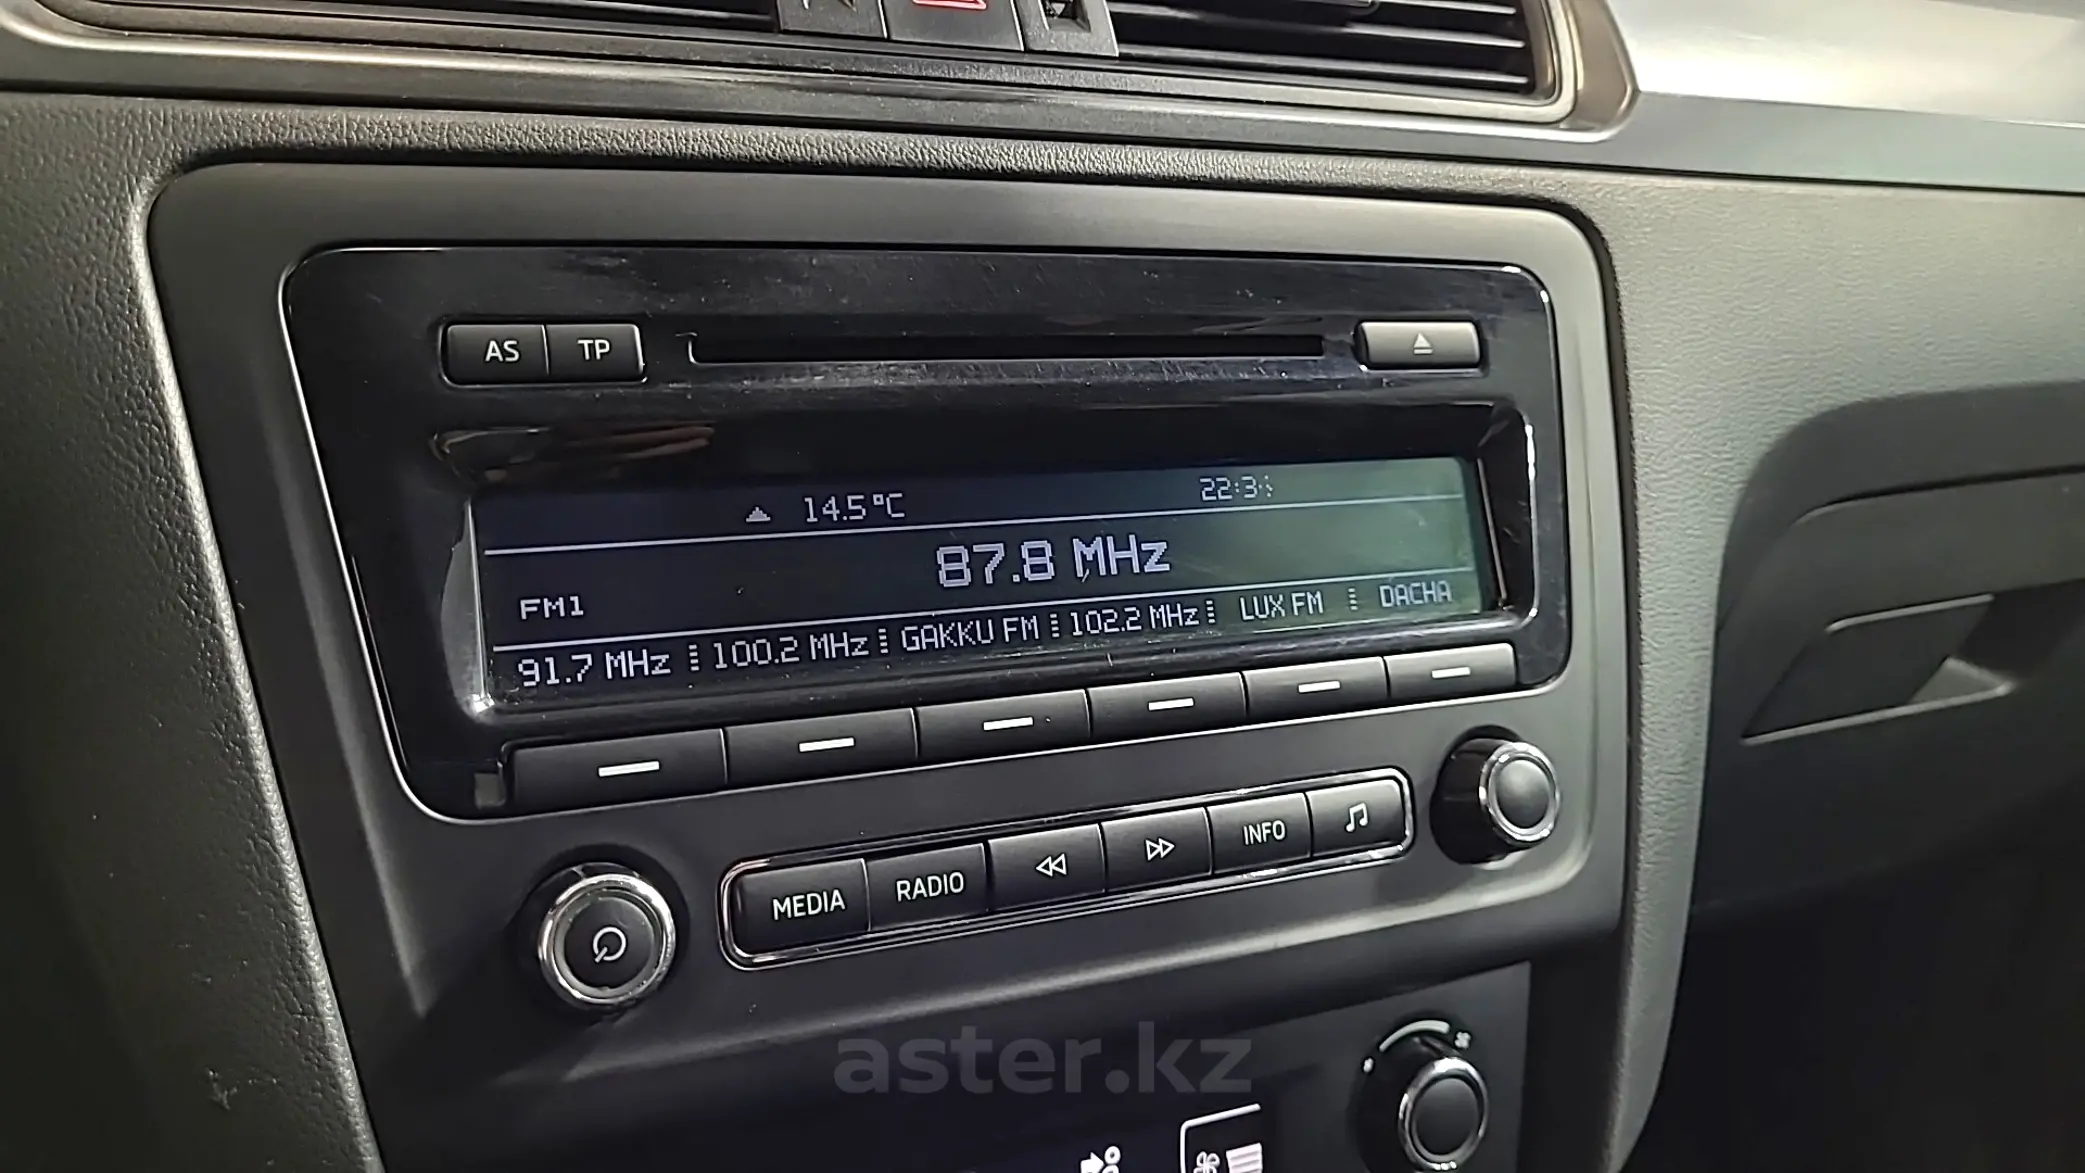 AS TP
14.5°C
87.8 MHz
FM1
91.7 MHz 100.2 MHz GAKKU FM 102.2 MHz LUX FM DACHA
MEDIA RADIO INFO
aster.kz